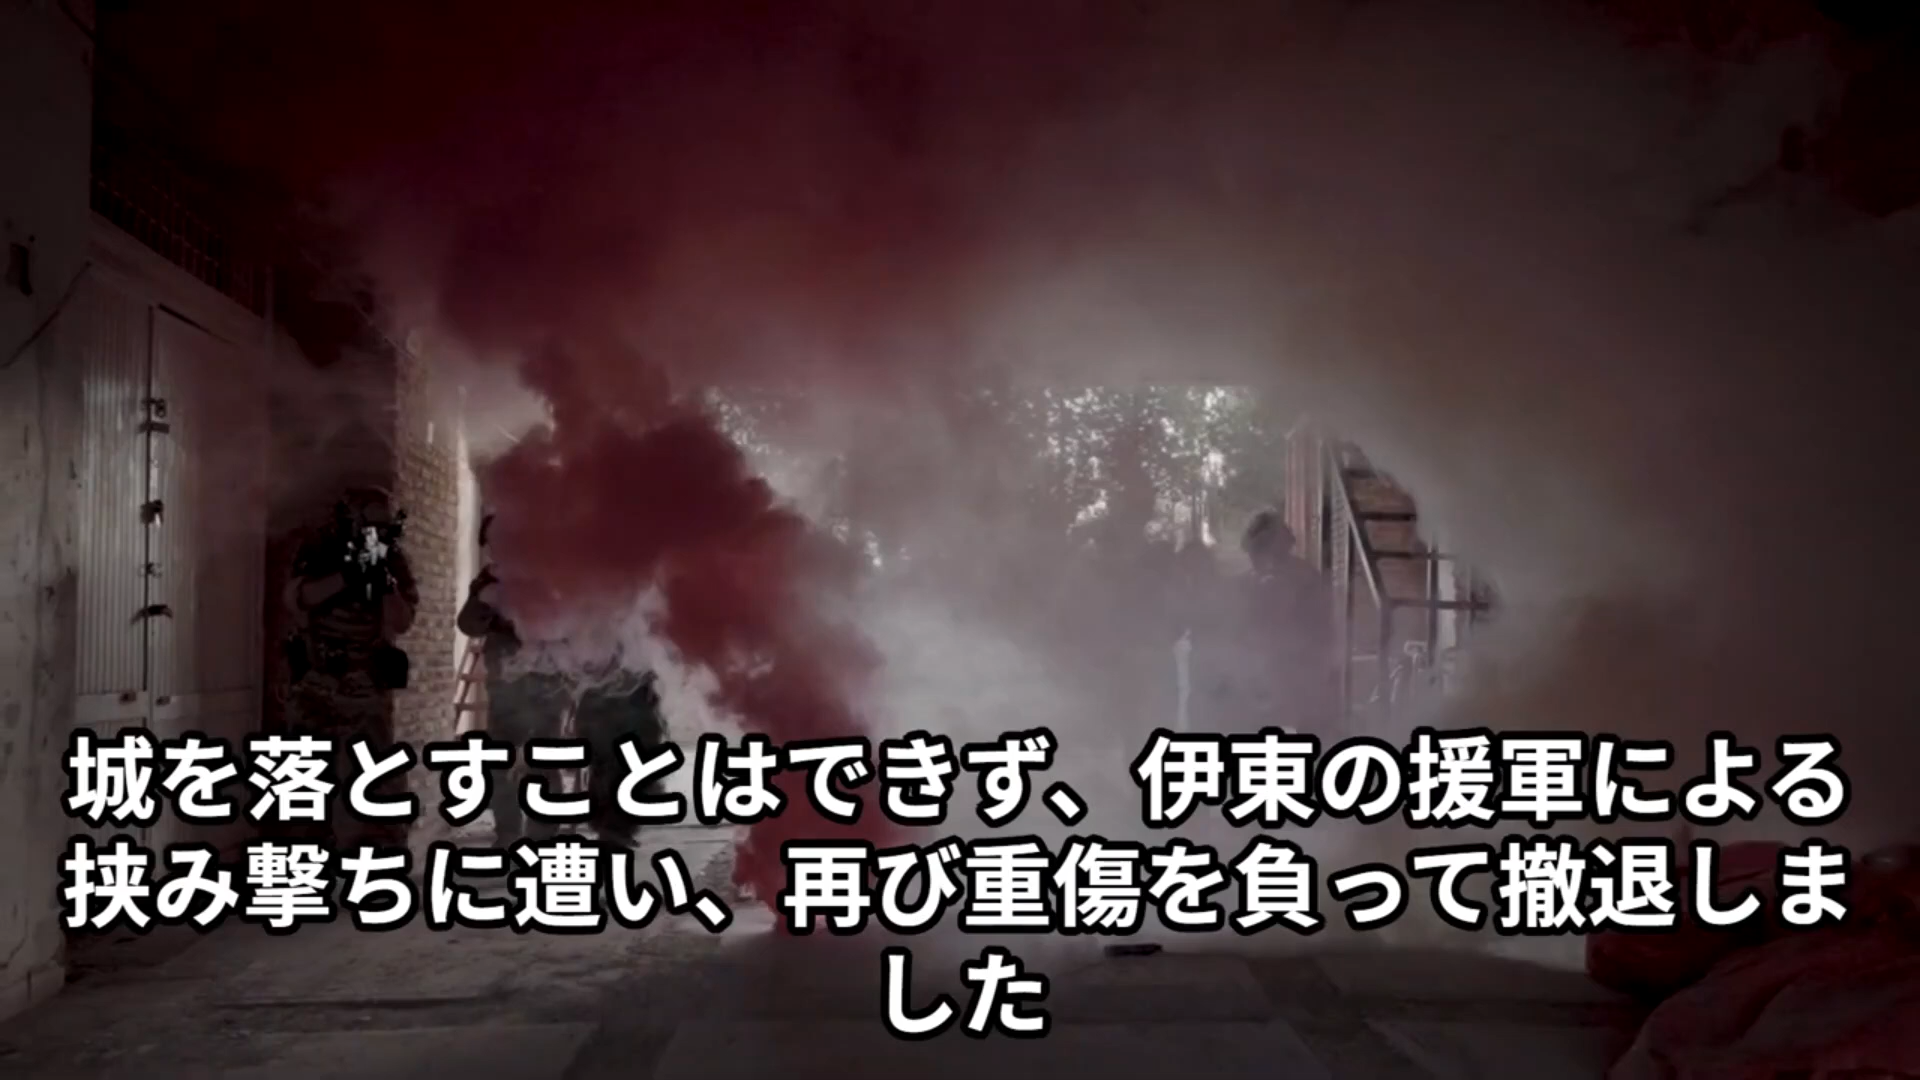 城を落とすことはできず、伊東の援軍による
挟み撃ちに遭い、再び重傷を負って撤退しま
した